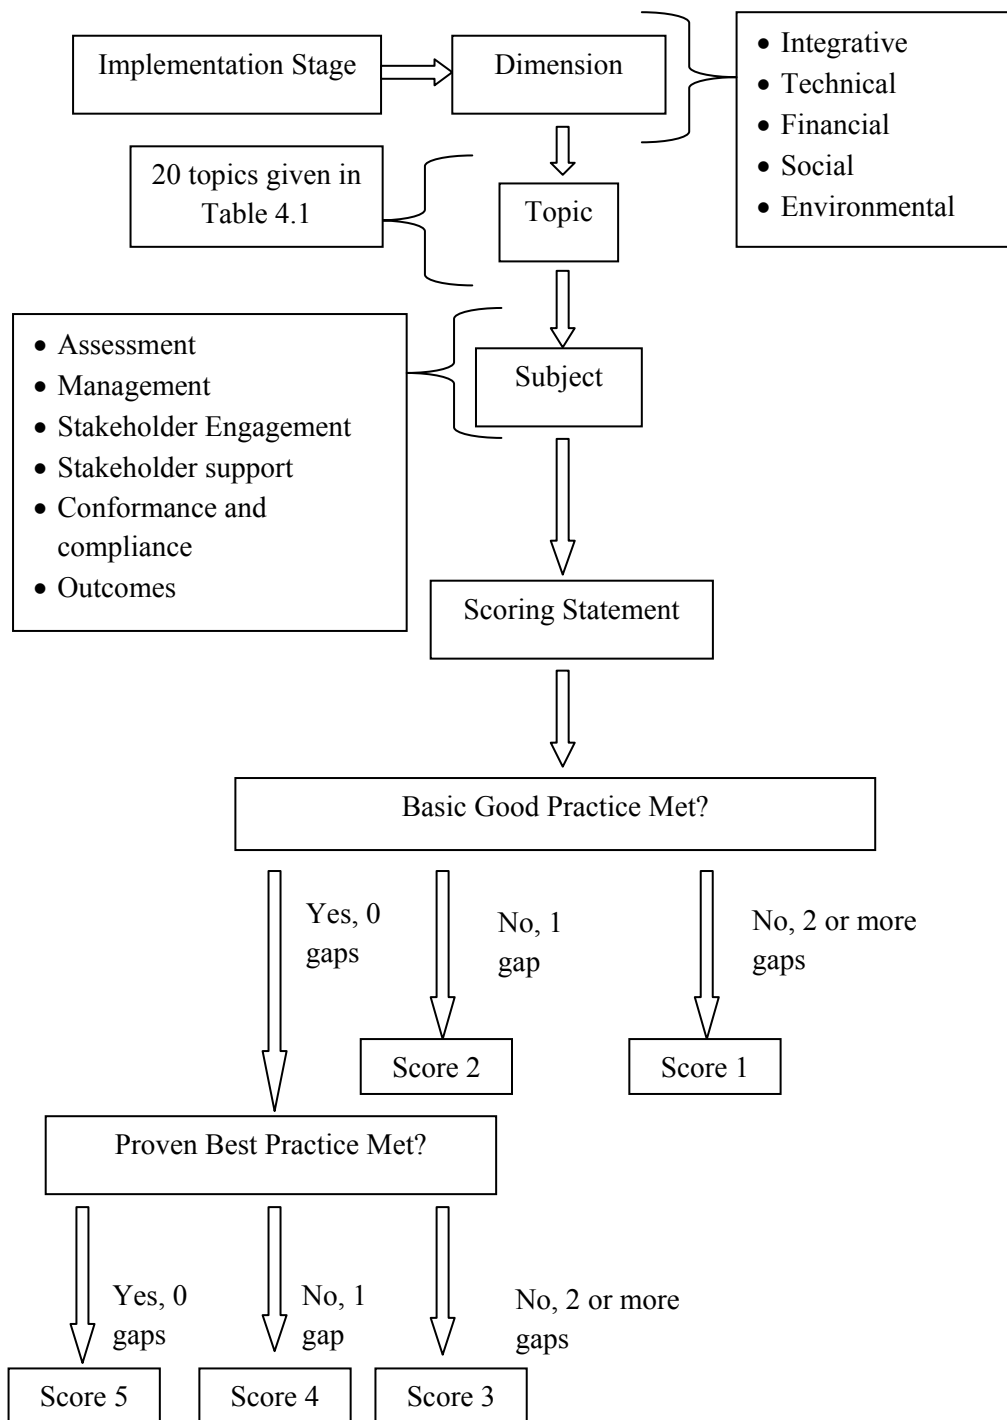 Implementation Stage
Dimension
• Integrative
• Technical
• Financial
• Social
• Environmental
20 topics given in
Table 4.1
Topic
• Assessment
• Management
• Stakeholder Engagement
• Stakeholder support
• Conformance and
compliance
• Outcomes
Subject
Scoring Statement
Basic Good Practice Met?
Yes, 0
gaps
No, 1
gap
No, 2 or more
gaps
Score 2
Score 1
Proven Best Practice Met?
Yes, 0
gaps
No, 1
gap
No, 2 or more
gaps
Score 5
Score 4
Score 3